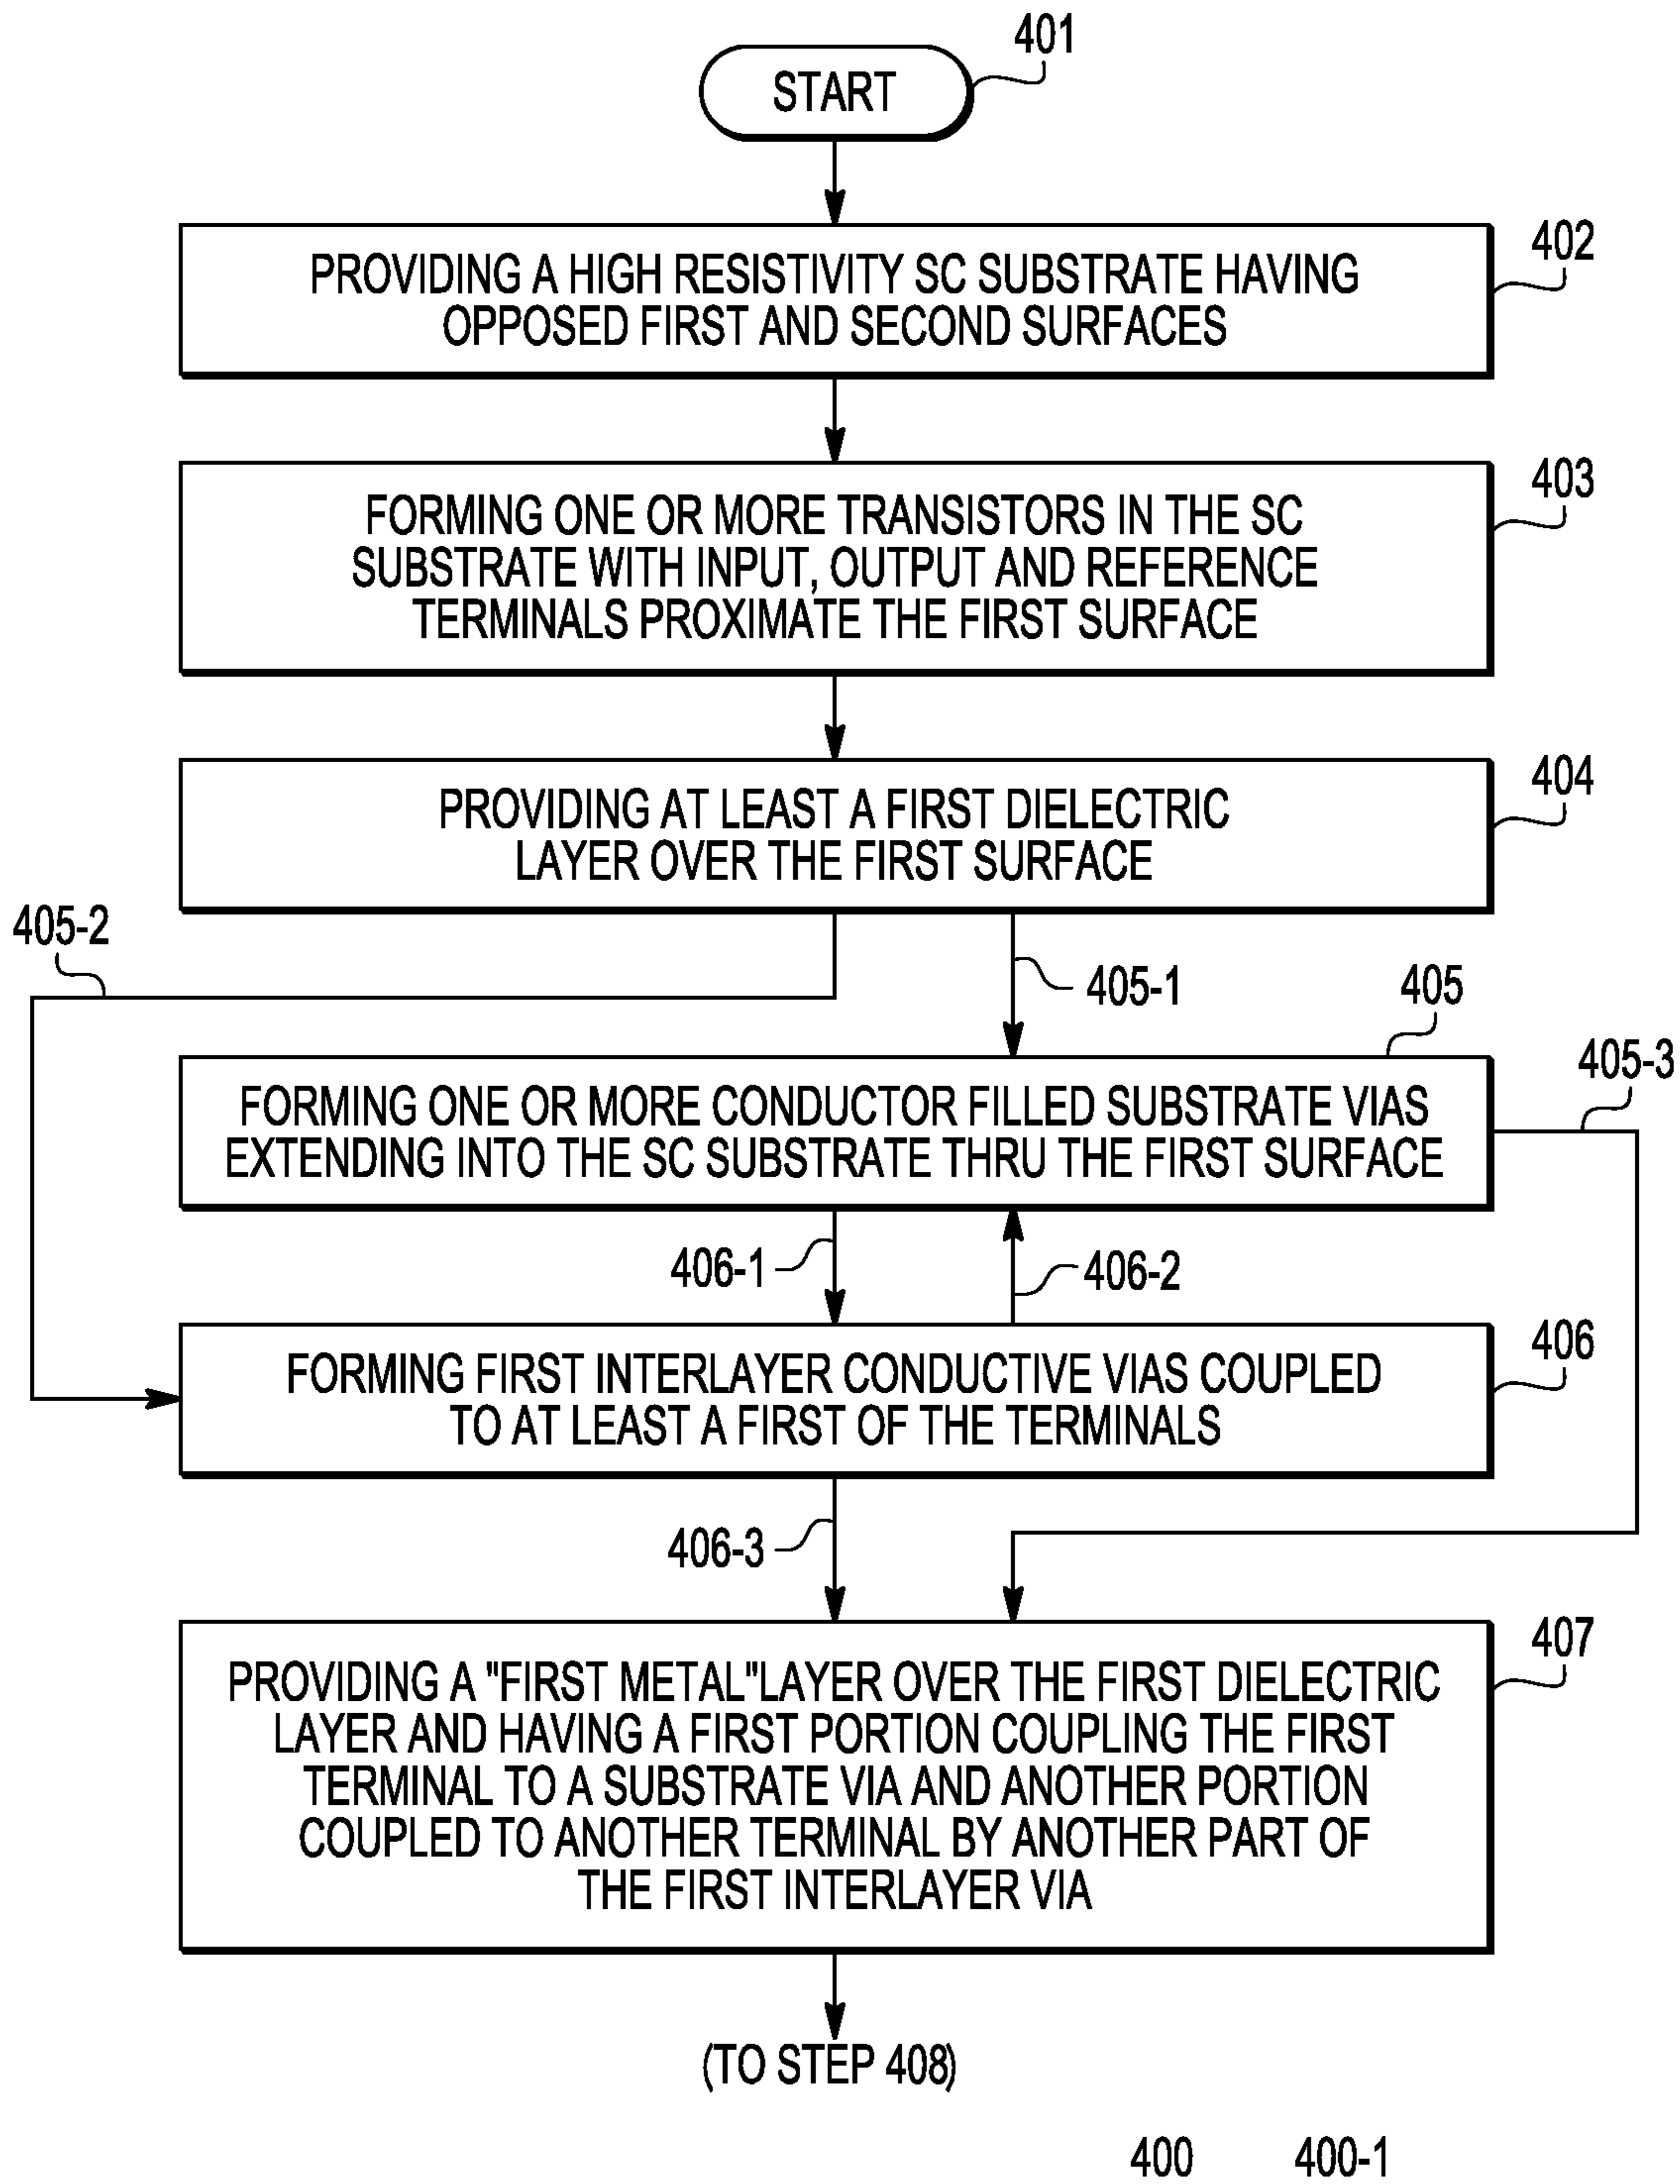 401
START
402
PROVIDING A HIGH RESISTIVITY SC SUBSTRATE HAVING
OPPOSED FIRST AND SECOND SURFACES
403
FORMING ONE OR MORE TRANSISTORS IN THE SC
SUBSTRATE WITH INPUT, OUTPUT AND REFERENCE
TERMINALS PROXIMATE THE FIRST SURFACE
404
PROVIDING AT LEAST A FIRST DIELECTRIC
LAYER OVER THE FIRST SURFACE
405-2
405-1
405
405-3
FORMING ONE OR MORE CONDUCTOR FILLED SUBSTRATE VIAS
EXTENDING INTO THE SC SUBSTRATE THRU THE FIRST SURFACE
406-1
406-2
406
FORMING FIRST INTERLAYER CONDUCTIVE VIAS COUPLED
TO AT LEAST A FIRST OF THE TERMINALS
406-3
407
PROVIDING A "FIRST METAL"LAYER OVER THE FIRST DIELECTRIC
LAYER AND HAVING A FIRST PORTION COUPLING THE FIRST
TERMINAL TO A SUBSTRATE VIA AND ANOTHER PORTION
COUPLED TO ANOTHER TERMINAL BY ANOTHER PART OF
THE FIRST INTERLAYER VIA
(TO STEP 408)
400 400-1